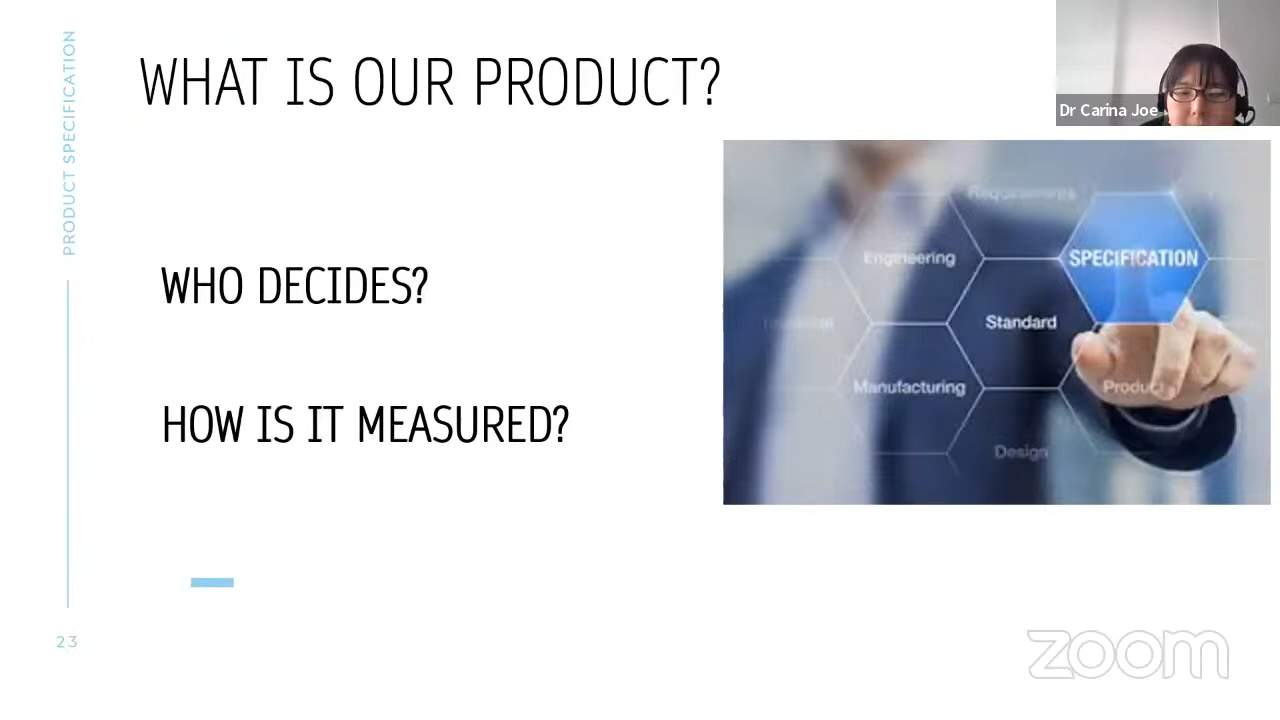 PRODUCT SPECIFICATION
WHAT IS OUR PRODUCT?
Dr Carina Joe
WHO DECIDES?
HOW IS IT MEASURED?
Requirements
Engineering
SPECIFICATION
Standard
Manufacturing
Product
Design
23
zoom